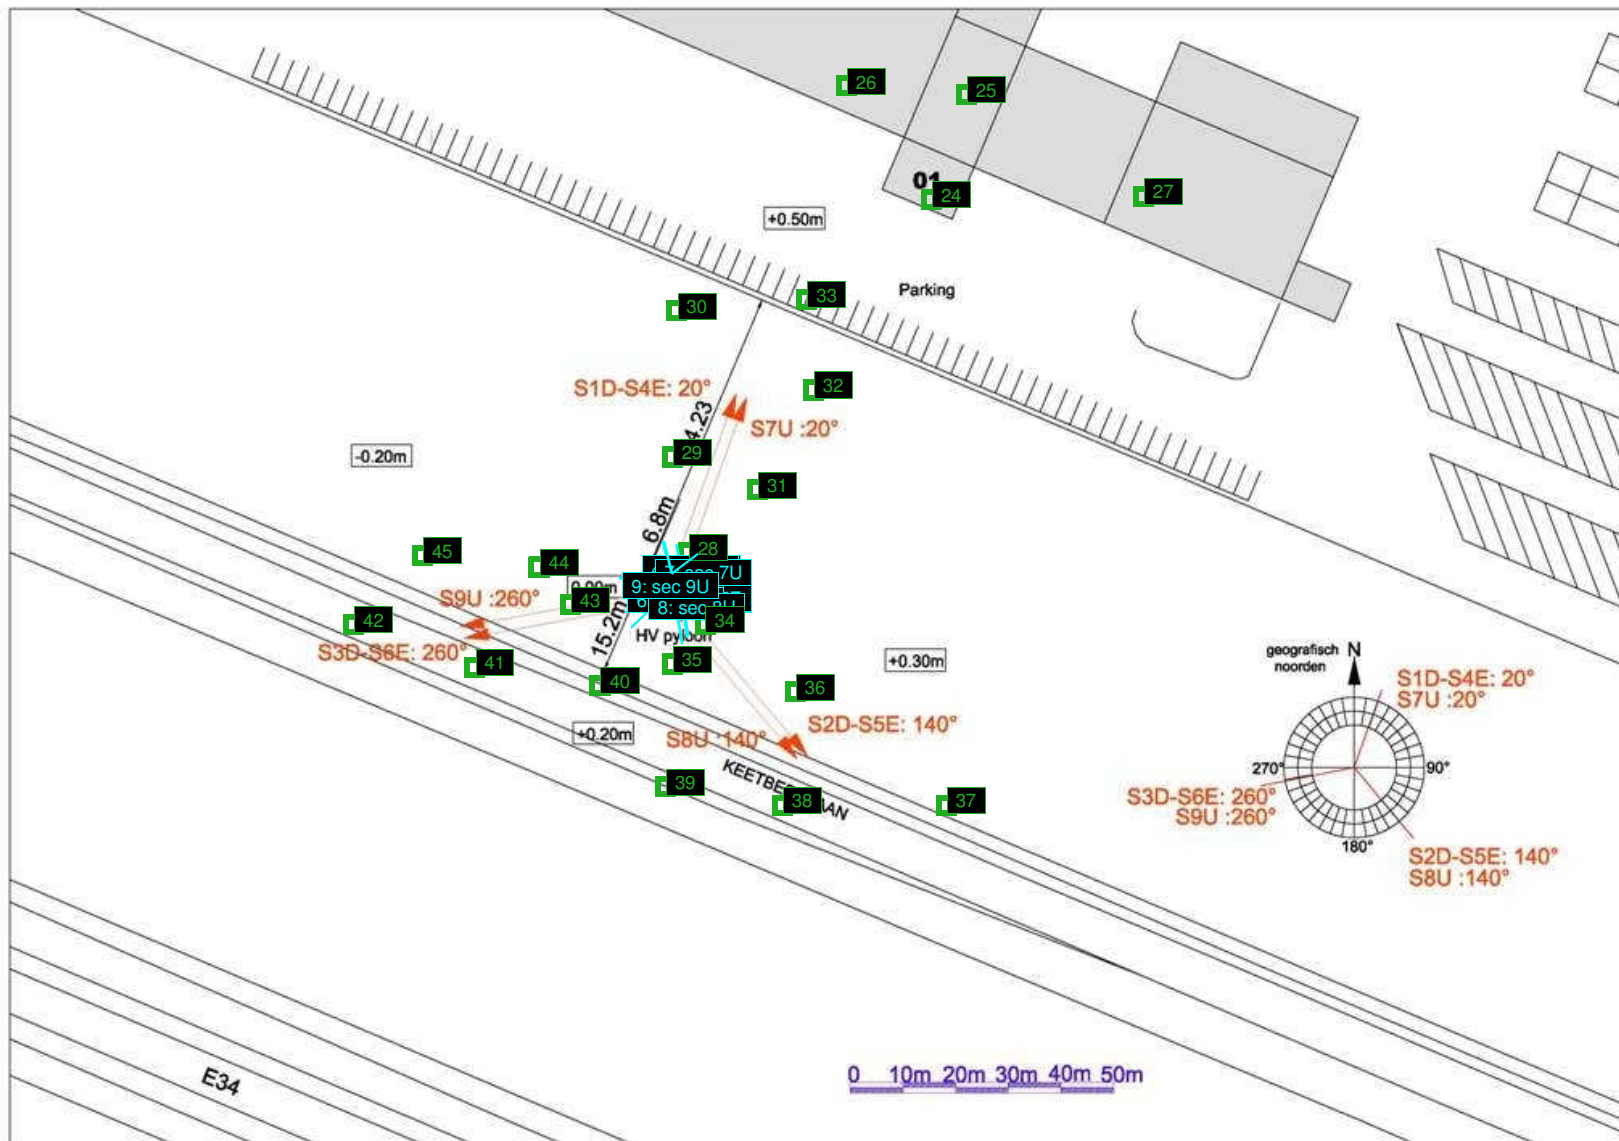 26
25
01
24
27
+0.50m
Parking
33
30
S1D-S4E: 20°
32
4.23
S7U :20°
-0.20m
29
31
6.8m
28
45
44
7U
9: sec 9U
43
S9U :260°
8: sec 8U
42
34
15.2m
S3D-S6E: 260°
41
35
+0.30m
40
36
geografisch
noorden
N
S1D-S4E: 20°
S7U :20°
+0.20m
S8U :140°
S2D-S5E: 140°
39
38
37
270°
90°
S3D-S6E: 260°
S9U :260°
180°
S2D-S5E: 140°
S8U :140°
E34
0 10m 20m 30m 40m 50m